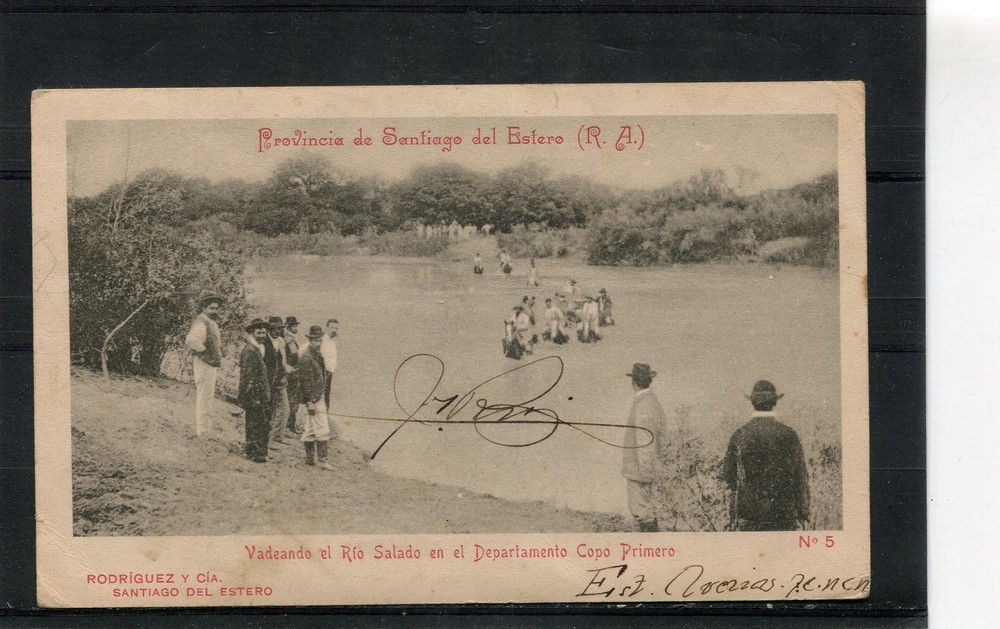 Provincia de Santiago del Estero (R. A.)
Vadeando el Río Salado en el Departamento Copo Primero
Nº 5
RODRÍGUEZ Y CÍA.
SANTIAGO DEL ESTERO
Est.